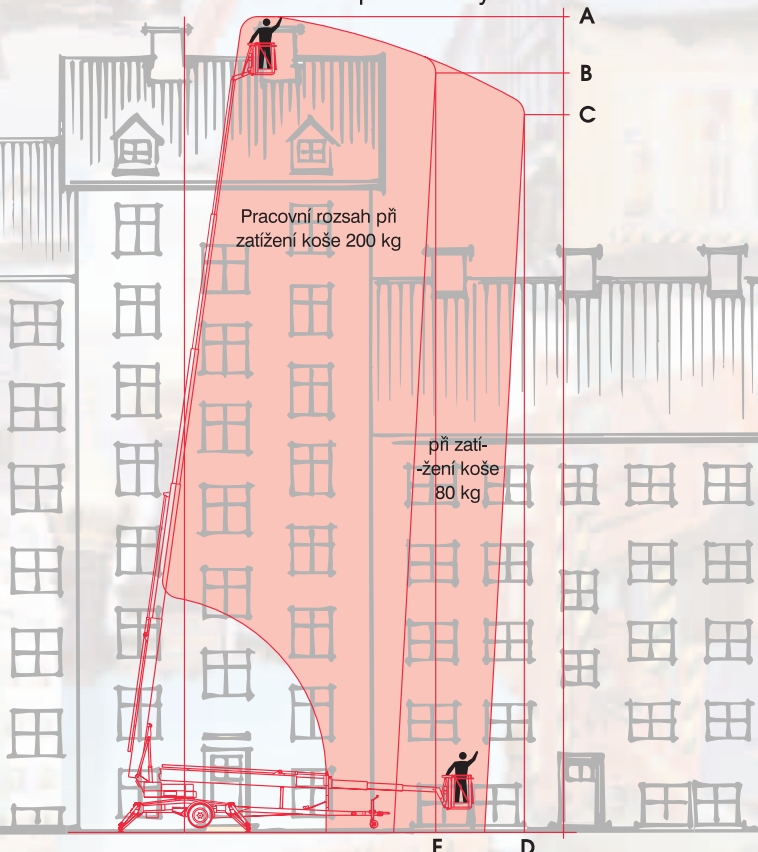 A
B
C
Pracovní rozsah při
zatížení koše 200 kg
při zatí-
-žení koše
80 kg
D